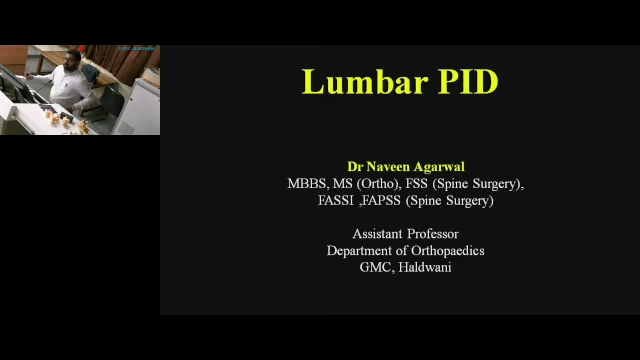 Lumbar PID
Dr Naveen Agarwal
MBBS, MS (Ortho), FSS (Spine Surgery),
FASSI ,FAPSS (Spine Surgery)
Assistant Professor
Department of Orthopaedics
GMC, Haldwani